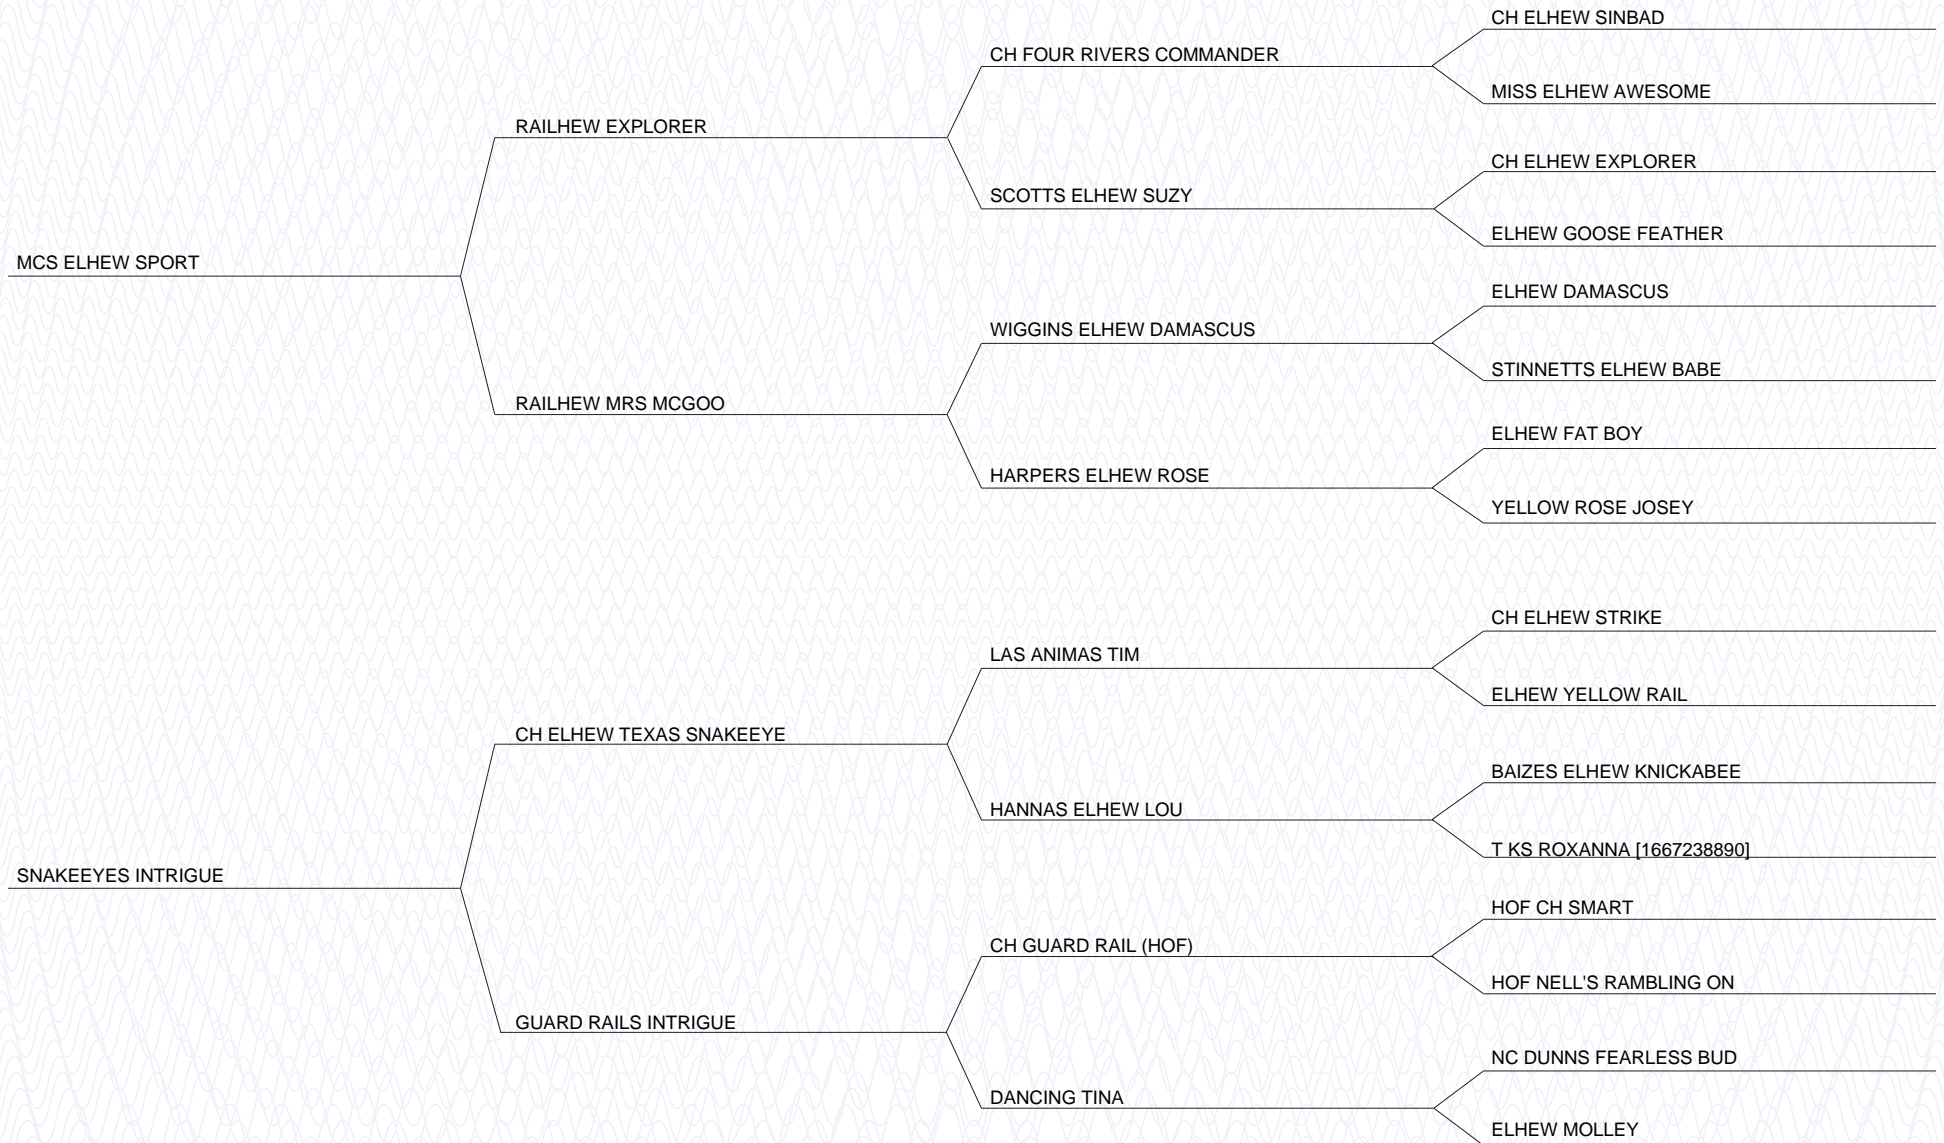 CH ELHEW SINBAD
CH FOUR RIVERS COMMANDER
MISS ELHEW AWESOME
RAILHEW EXPLORER
CH ELHEW EXPLORER
SCOTTS ELHEW SUZY
ELHEW GOOSE FEATHER
MCS ELHEW SPORT
ELHEW DAMASCUS
WIGGINS ELHEW DAMASCUS
STINNETTS ELHEW BABE
RAILHEW MRS MCGOO
ELHEW FAT BOY
HARPERS ELHEW ROSE
YELLOW ROSE JOSEY
CH ELHEW STRIKE
LAS ANIMAS TIM
ELHEW YELLOW RAIL
CH ELHEW TEXAS SNAKEEYE
BAIZES ELHEW KNICKABEE
HANNAS ELHEW LOU
T KS ROXANNA [1667238890]
SNAKEEYES INTRIGUE
HOF CH SMART
CH GUARD RAIL (HOF)
HOF NELL'S RAMBLING ON
GUARD RAILS INTRIGUE
NC DUNNS FEARLESS BUD
DANCING TINA
ELHEW MOLLEY